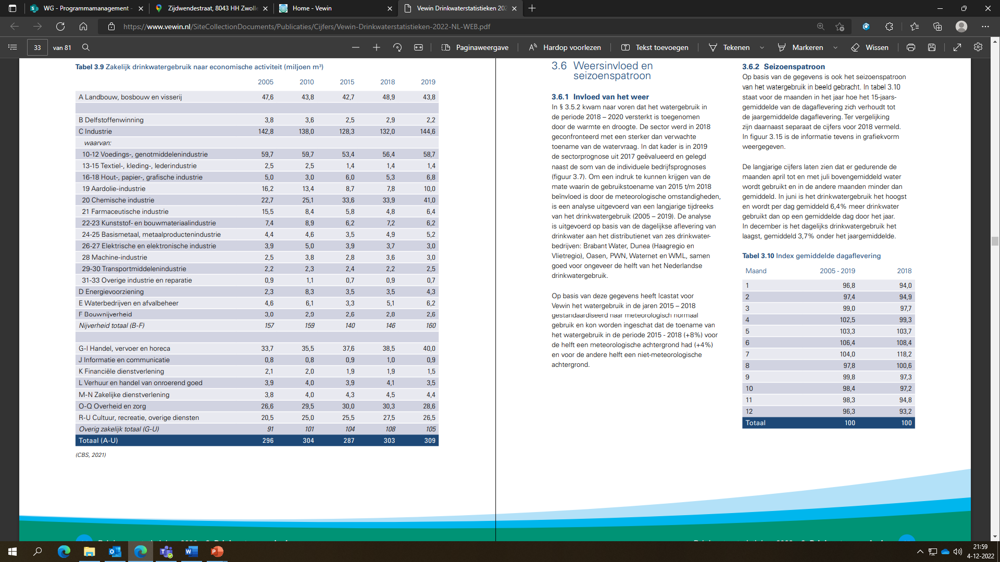 WG - Programmamanagement -
Zijdwendestraat, 8043 HH Zwolle
Home - Vewin
Vewin Drinkwaterstatistieken 202
https://www.vewin.nl/SiteCollectionDocuments/Publicaties/Cijfers/Vewin-Drinkwaterstatistieken-2022-NL-WEB.pdf
33 van 81
Paginaweergave
Hardop voorlezen
Tekst toevoegen
Tekenen
Markeren
Wissen
Tabel 3.9 Zakelijk drinkwatergebruik naar economische activiteit (miljoen m³)
2005 2010 2015 2018 2019
A Landbouw, bosbouw en visserij 47,6 43,8 42,7 48,9 43,8
B Delfstoffenwinning 3,8 3,6 2,5 2,9 2,2
C Industrie 142,8 138,0 128,3 132,0 144,6
waarvan:
10-12 Voedings-, genotmiddelenindustrie 59,7 59,7 53,4 56,4 58,7
13-15 Textiel-, kleding-, lederindustrie 2,5 2,5 1,4 1,4 1,4
16-18 Hout-, papier-, grafische industrie 5,0 3,0 6,0 5,3 6,8
19 Aardolie-industrie 16,2 13,4 8,7 7,8 10,0
20 Chemische industrie 22,7 25,1 33,6 33,9 41,0
21 Farmaceutische industrie 15,5 8,4 5,8 4,8 6,4
22-23 Kunststof- en bouwmateriaalindustrie 7,4 8,9 6,2 7,2 6,2
24-25 Basismetaal, metaalproductenindustrie 4,4 4,6 3,5 4,9 5,2
26-27 Elektrische en elektronische industrie 3,9 5,0 3,9 3,7 3,0
28 Machine-industrie 2,5 3,8 2,8 3,6 3,0
29-30 Transportmiddelenindustrie 2,2 2,3 2,4 2,2 2,5
31-33 Overige industrie en reparatie 0,9 1,1 0,7 0,9 0,7
D Energievoorziening 2,3 8,3 3,5 3,5 4,3
E Waterbedrijven en afvalbeheer 4,6 6,1 3,3 5,1 6,2
F Bouwnijverheid 3,0 2,9 2,6 2,8 2,6
Nijverheid totaal (B-F) 157 159 140 146 160
G-I Handel, vervoer en horeca 33,7 35,5 37,6 38,5 40,0
J Informatie en communicatie 0,8 0,8 0,9 1,0 0,9
K Financiële dienstverlening 2,1 2,0 1,9 1,9 1,5
L Verhuur en handel van onroerend goed 3,9 4,0 3,9 4,1 3,5
M-N Zakelijke dienstverlening 3,8 4,0 4,3 4,5 4,4
O-Q Overheid en zorg 26,6 29,5 30,0 30,3 28,6
R-U Cultuur, recreatie, overige diensten 20,5 25,0 25,5 27,5 26,5
Overig zakelijk totaal (G-U) 91 101 104 108 105
Totaal (A-U) 296 304 287 303 309
(CBS, 2021)
3.6 Weersinvloed en
seizoenspatroon
3.6.1 Invloed van het weer
In § 3.5.2 kwam naar voren dat het watergebruik in
de periode 2018 – 2020 versterkt is toegenomen
door de warmte en droogte. De sector werd in 2018
geconfronteerd met een sterker dan verwachte
toename van de watervraag. In dat kader is in 2019
de sectorprognose uit 2017 geëvalueerd en gelegd
naast de som van de individuele bedrijfsprognoses
(figuur 3.7). Om een indruk te kunnen krijgen van de
mate waarin de gebruikstoename van 2015 t/m 2018
beïnvloed is door de meteorologische omstandigheden,
is een analyse uitgevoerd van een langjarige tijdreeks
van het drinkwatergebruik (2005 – 2019). De analyse
is uitgevoerd op basis van de dagelijkse aflevering van
drinkwater aan het distributienet van zes drinkwater-
bedrijven: Brabant Water, Dunea (Haagregio en
Vlietregio), Oasen, PWN, Waternet en WML, samen
goed voor ongeveer de helft van het Nederlandse
drinkwatergebruik.
Op basis van deze gegevens heeft Icastat voor
Vewin het watergebruik in de jaren 2015 – 2018
gestandaardiseerd naar meteorologisch normaal
gebruik en kon worden ingeschat dat de toename van
het watergebruik in de periode 2015 - 2018 (+8%) voor
de helft een meteorologische achtergrond had (+4%)
en voor de andere helft een niet-meteorologische
achtergrond.
3.6.2 Seizoenspatroon
Op basis van de gegevens is ook het seizoenspatroon
van het watergebruik in beeld gebracht. In tabel 3.10
staat voor de maanden in het jaar hoe het 15-jaars-
gemiddelde van de dagaflevering zich verhoudt tot
de jaargemiddelde dagaflevering. Ter vergelijking
zijn daarnaast separaat de cijfers voor 2018 vermeld.
In figuur 3.15 is de informatie tevens in grafiekvorm
weergegeven.
De langjarige cijfers laten zien dat er gedurende de
maanden april tot en met juli bovengemiddeld water
wordt gebruikt en in de andere maanden minder dan
gemiddeld. In juni is het drinkwatergebruik het hoogst
en wordt per dag gemiddeld 6,4% meer drinkwater
gebruikt dan op een gemiddelde dag door het jaar.
In december is het dagelijks drinkwatergebruik het
laagst, gemiddeld 3,7% onder het jaargemiddelde.
Tabel 3.10 Index gemiddelde dagaflevering
Maand 2005 - 2019 2018
1 96,8 94,0
2 97,4 94,9
3 99,0 97,7
4 102,5 99,3
5 103,3 103,7
6 106,4 108,4
7 104,0 118,2
8 97,8 100,6
9 99,8 97,3
10 98,4 97,2
11 98,3 94,8
12 96,3 93,2
Totaal 100 100
21:59
4-12-2022